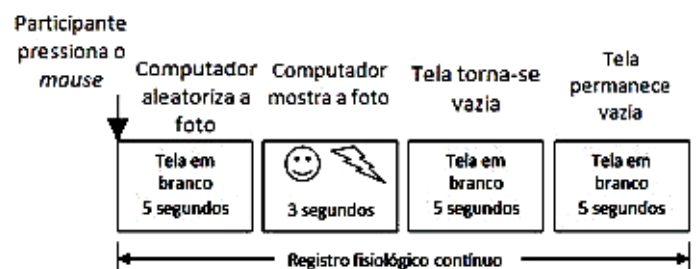 Participante
pressiona o
mouse
Computador
aleatoriza a
foto
Computador
mostra a foto
Tela torna-se
vazia
Tela
permanece
vazia
Tela em
branco
5 segundos
3 segundos
Tela em
branco
5 segundos
Tela em
branco
5 segundos
Registro fisiológico contínuo